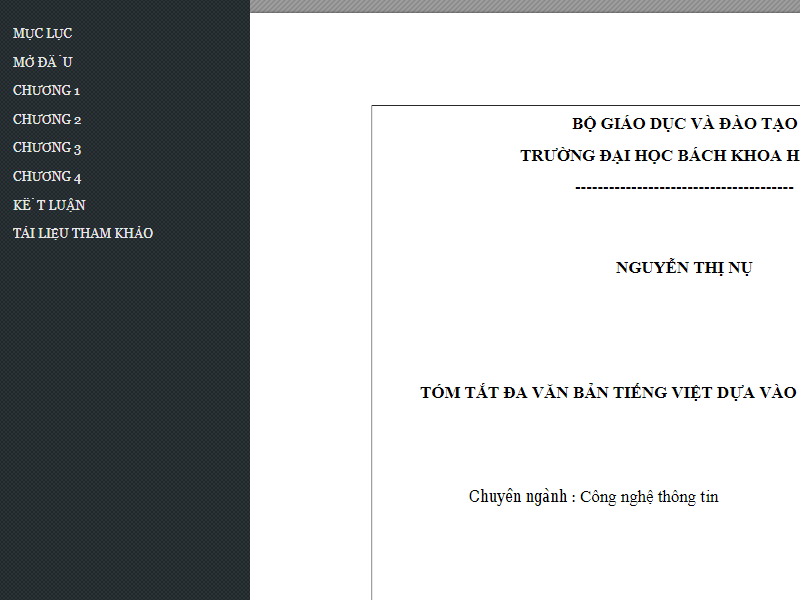 MỤC LỤC
MỞ ĐẦU
CHƯƠNG 1
CHƯƠNG 2
CHƯƠNG 3
CHƯƠNG 4
KẾT LUẬN
TÀI LIỆU THAM KHẢO
BỘ GIÁO DỤC VÀ ĐÀO TẠO
TRƯỜNG ĐẠI HỌC BÁCH KHOA H
---------------------------------------
NGUYỄN THỊ NỤ
TÓM TẮT ĐA VĂN BẢN TIẾNG VIỆT DỰA VÀO
Chuyên ngành : Công nghệ thông tin